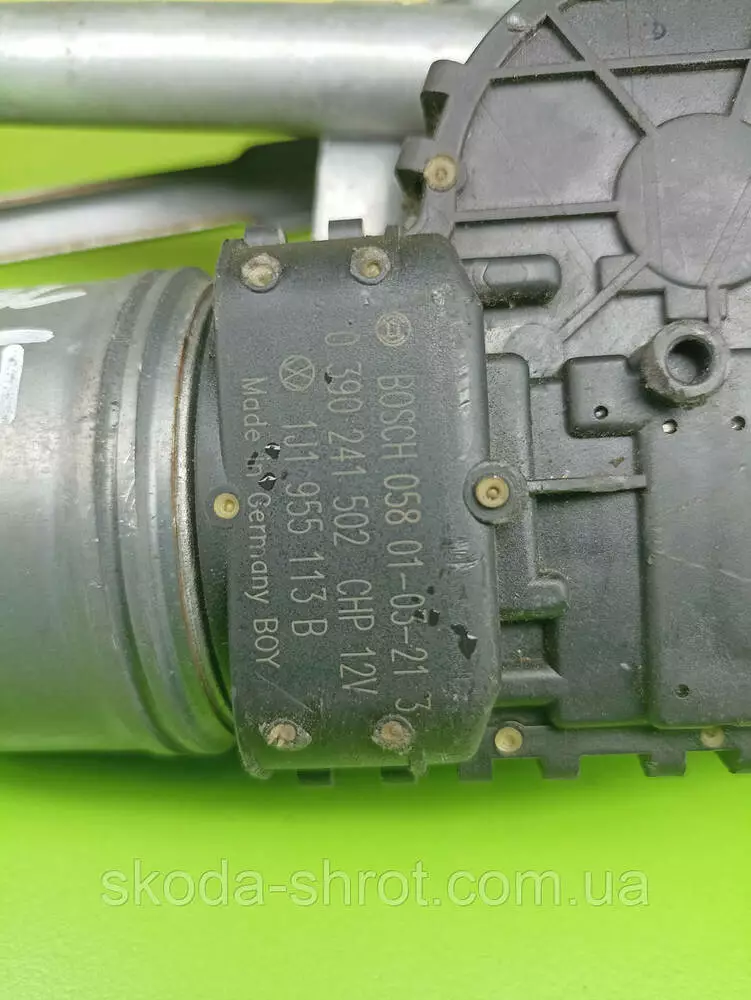 BOSCH 058 01-03-21 3
0 390 241 502 CHP 12V
1J1 955 113 B
Made in Germany BOY
skoda-shrot.com.ua